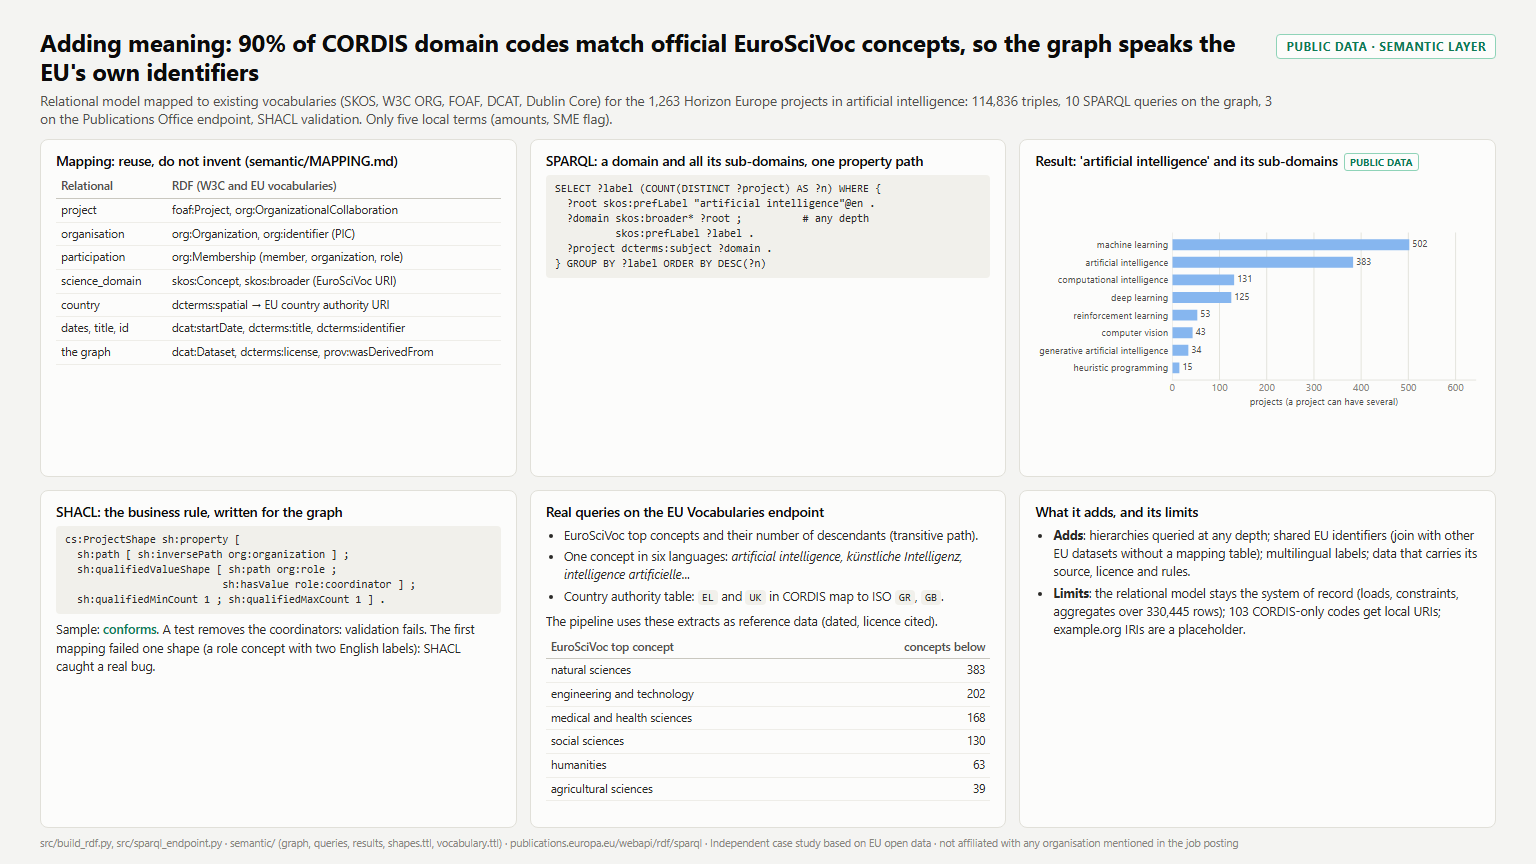 Adding meaning: 90% of CORDIS domain codes match official EuroSciVoc concepts, so the graph speaks the
EU's own identifiers
PUBLIC DATA · SEMANTIC LAYER
Relational model mapped to existing vocabularies (SKOS, W3C ORG, FOAF, DCAT, Dublin Core) for the 1,263 Horizon Europe projects in artificial intelligence: 114,836 triples, 10 SPARQL queries on the graph, 3
on the Publications Office endpoint, SHACL validation. Only five local terms (amounts, SME flag).
Mapping: reuse, do not invent (semantic/MAPPING.md)
Relational RDF (W3C and EU vocabularies)
project foaf:Project, org:OrganizationalCollaboration
organisation org:Organization, org:identifier (PIC)
participation org:Membership (member, organization, role)
science_domain skos:Concept, skos:broader (EuroSciVoc URI)
country dcterms:spatial → EU country authority URI
dates, title, id dcat:startDate, dcterms:title, dcterms:identifier
the graph dcat:Dataset, dcterms:license, prov:wasDerivedFrom
SPARQL: a domain and all its sub-domains, one property path
SELECT ?label (COUNT(DISTINCT ?project) AS ?n) WHERE {
?root skos:prefLabel "artificial intelligence"@en .
?domain skos:broader* ?root ; # any depth
skos:prefLabel ?label .
?project dcterms:subject ?domain .
} GROUP BY ?label ORDER BY DESC(?n)
Result: 'artificial intelligence' and its sub-domains PUBLIC DATA
machine learning 502
artificial intelligence 383
computational intelligence 131
deep learning 125
reinforcement learning 53
computer vision 43
generative artificial intelligence 34
heuristic programming 15
0 100 200 300 400 500 600
projects (a project can have several)
SHACL: the business rule, written for the graph
cs:ProjectShape sh:property [
sh:path [ sh:inversePath org:organization ] ;
sh:qualifiedValueShape [ sh:path org:role ;
sh:hasValue role:coordinator ] ;
sh:qualifiedMinCount 1 ; sh:qualifiedMaxCount 1 ] .
Sample: conforms. A test removes the coordinators: validation fails. The first
mapping failed one shape (a role concept with two English labels): SHACL
caught a real bug.
Real queries on the EU Vocabularies endpoint
• EuroSciVoc top concepts and their number of descendants (transitive path).
• One concept in six languages: artificial intelligence, künstliche Intelligenz,
intelligence artificielle...
• Country authority table: EL and UK in CORDIS map to ISO GR, GB.
The pipeline uses these extracts as reference data (dated, licence cited).
EuroSciVoc top concept concepts below
natural sciences 383
engineering and technology 202
medical and health sciences 168
social sciences 130
humanities 63
agricultural sciences 39
What it adds, and its limits
• Adds: hierarchies queried at any depth; shared EU identifiers (join with other
EU datasets without a mapping table); multilingual labels; data that carries its
source, licence and rules.
• Limits: the relational model stays the system of record (loads, constraints,
aggregates over 330,445 rows); 103 CORDIS-only codes get local URIs;
example.org IRIs are a placeholder.
src/build_rdf.py, src/sparql_endpoint.py · semantic/ (graph, queries, results, shapes.ttl, vocabulary.ttl) · publications.europa.eu/webapi/rdf/sparql · Independent case study based on EU open data · not affiliated with any organisation mentioned in the job posting